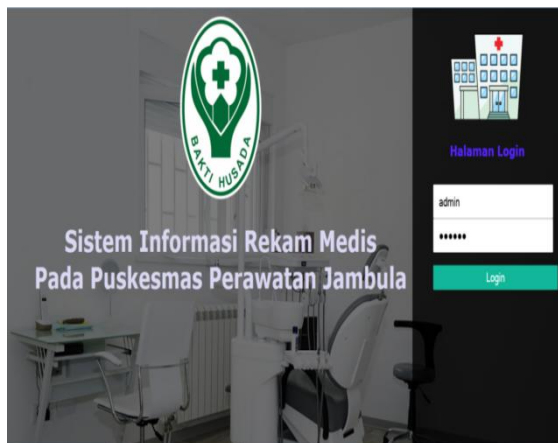 BAKTI HUSADA
Sistem Informasi Rekam Medis
Pada Puskesmas Perawatan Jambula
Halaman Login
admin
••••••
Login